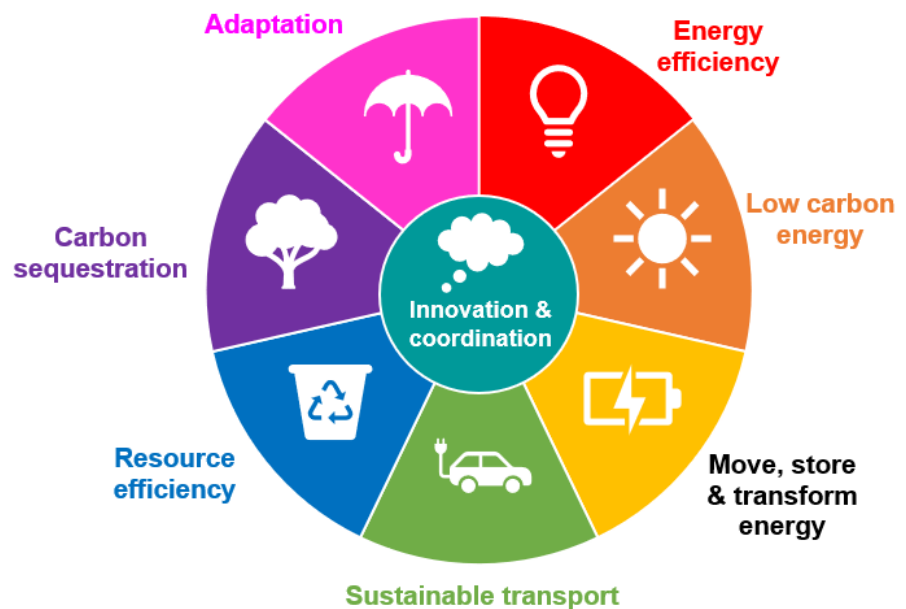 Adaptation
Energy
efficiency
Low carbon
energy
Move, store
& transform
energy
Sustainable transport
Resource
efficiency
Carbon
sequestration
Innovation &
coordination